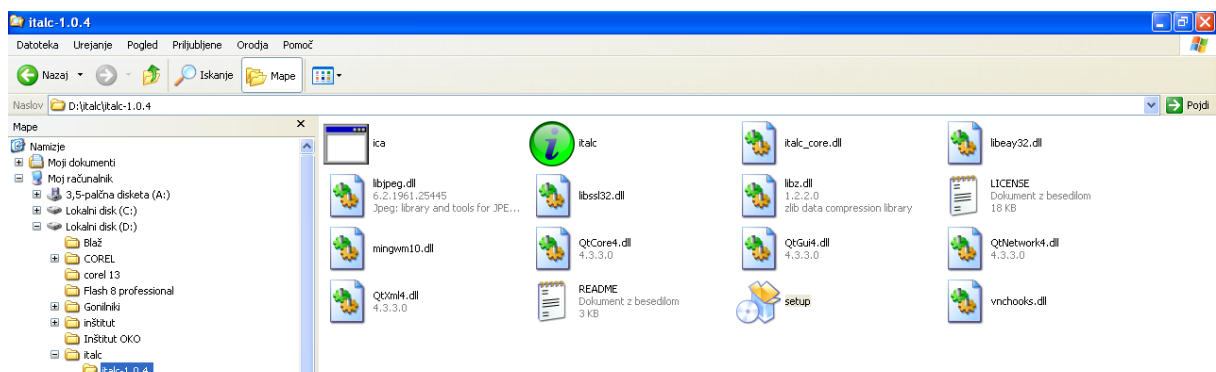 italc-1.0.4
Datoteka Urejanje Pogled Priljubljene Orodja Pomoč
Nazaj Iskanje Mape
Naslov D:\italc\italc-1.0.4 Pojdi
Mape
Namizje
Moji dokumenti
Moj računalnik
3,5-palčna disketa (A:)
Lokalni disk (C:)
Lokalni disk (D:)
Blaž
COREL
corel 13
Flash 8 professional
Gonilniki
inštitut
Inštitut OKO
italc
italc-1.0.4
ica
italc
italc_core.dll
libeay32.dll
libjpeg.dll
6.2.1961.25445
Jpeg: library and tools for JPE...
libssl32.dll
libz.dll
1.2.2.0
zlib data compression library
LICENSE
Dokument z besedilom
18 KB
mingwm10.dll
QtCore4.dll
4.3.3.0
QtGui4.dll
4.3.3.0
QtNetwork4.dll
4.3.3.0
QtXml4.dll
4.3.3.0
README
Dokument z besedilom
3 KB
setup
vnchooks.dll